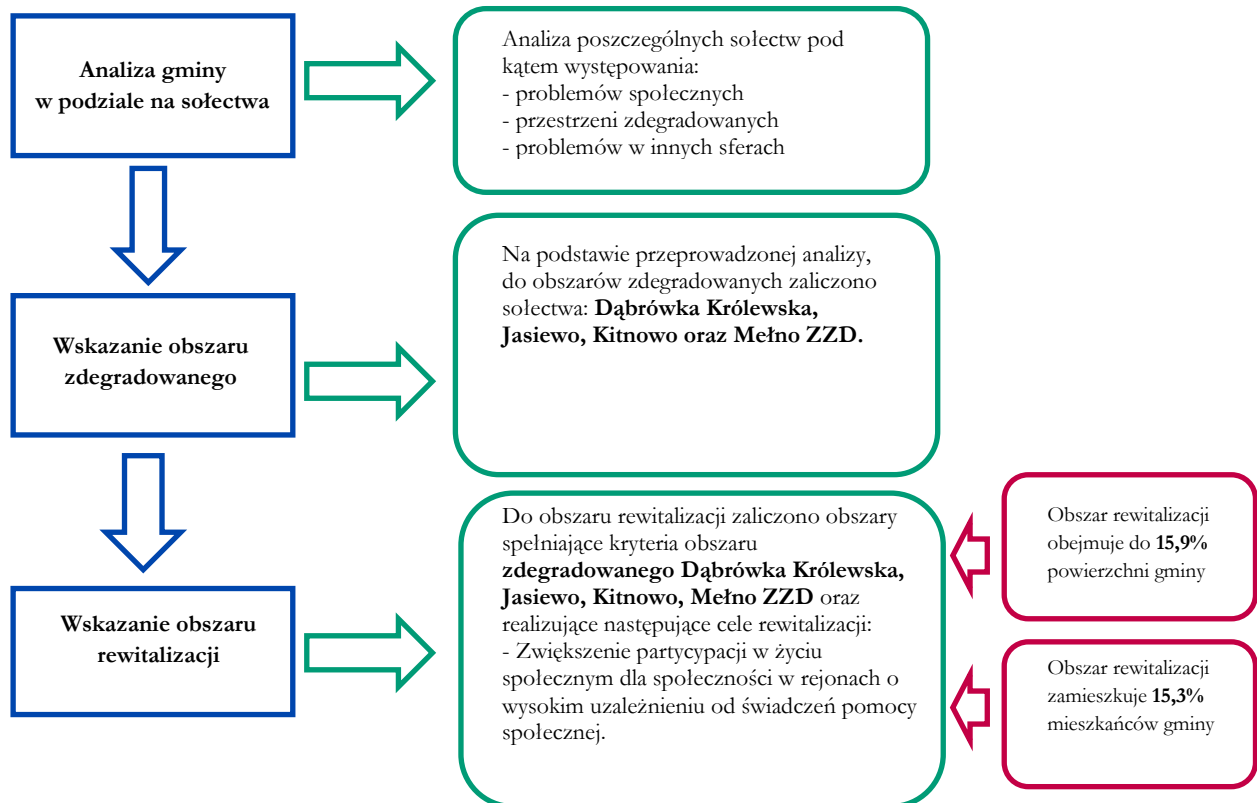 Analiza gminy
w podziale na sołectwa
Analiza poszczególnych sołectw pod
kątem występowania:
- problemów społecznych
- przestrzeni zdegradowanych
- problemów w innych sferach
Wskazanie obszaru
zdegradowanego
Na podstawie przeprowadzonej analizy,
do obszarów zdegradowanych zaliczono
sołectwa: Dąbrówka Królewska,
Jasiewo, Kitnowo oraz Mełno ZZD.
Wskazanie obszaru
rewitalizacji
Do obszaru rewitalizacji zaliczono obszary
spełniające kryteria obszaru
zdegradowanego Dąbrówka Królewska,
Jasiewo, Kitnowo, Mełno ZZD oraz
realizujące następujące cele rewitalizacji:
- Zwiększenie partycypacji w życiu
społecznym dla społeczności w rejonach o
wysokim uzależnieniu od świadczeń pomocy
społecznej.
Obszar rewitalizacji
obejmuje do 15,9%
powierzchni gminy
Obszar rewitalizacji
zamieszkuje 15,3%
mieszkańców gminy